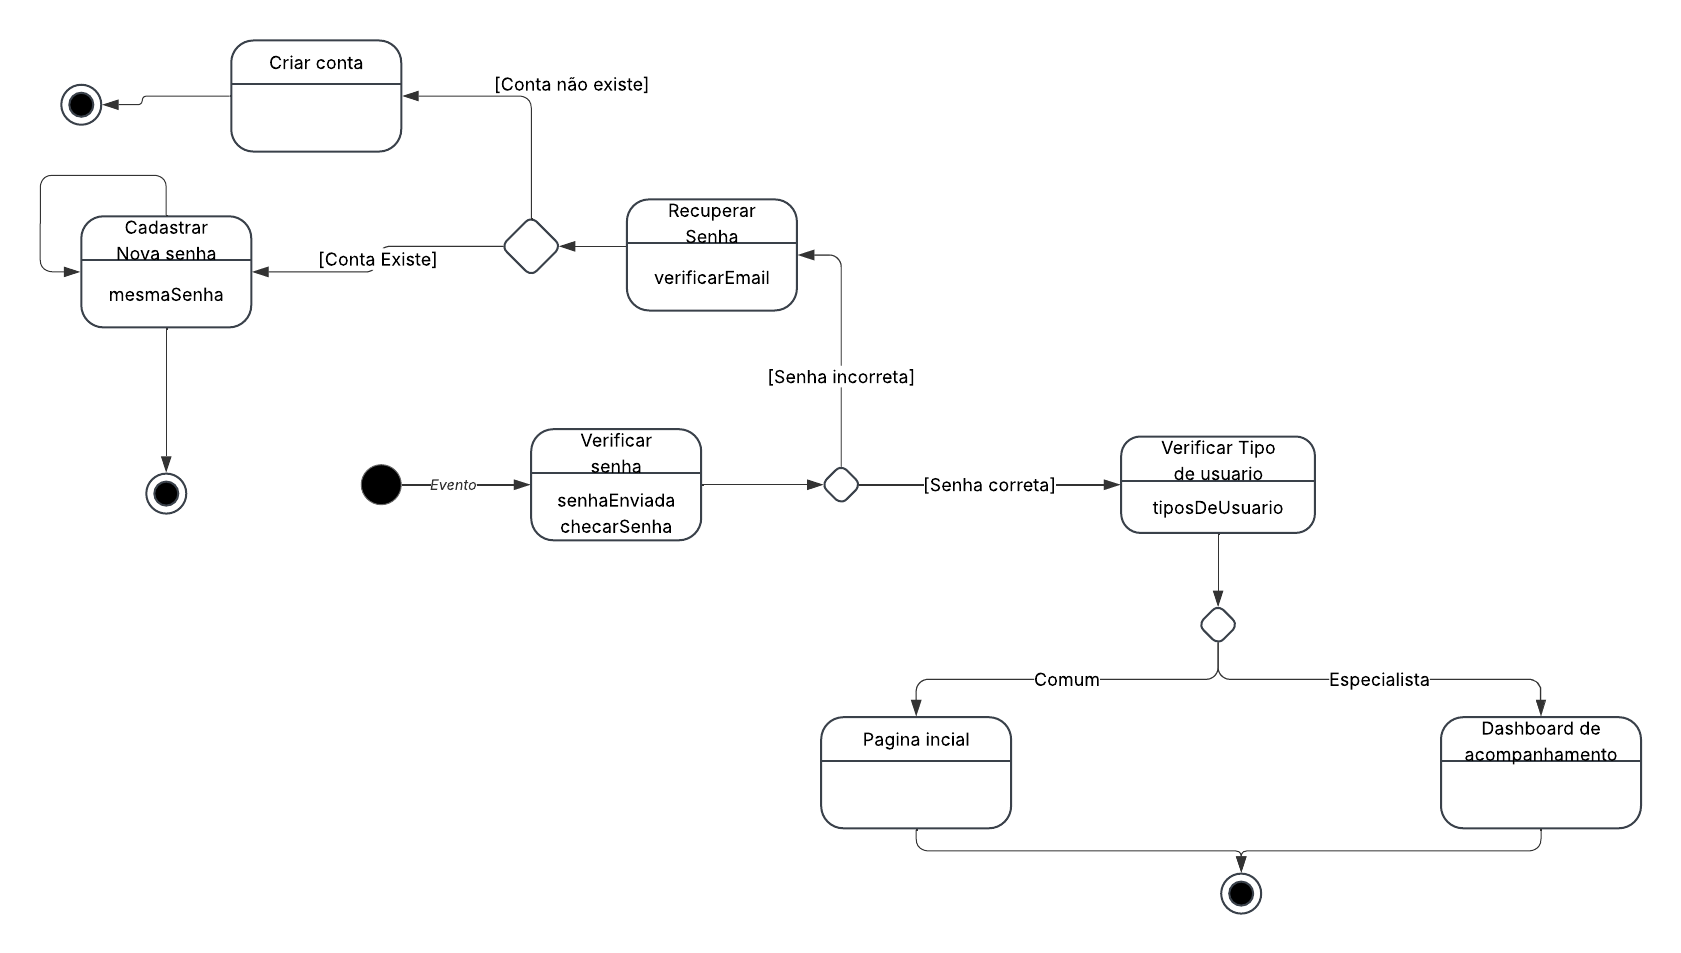 Criar conta
[Conta não existe]
Cadastrar
Nova senha
mesmaSenha
[Conta Existe]
Recuperar
Senha
verificarEmail
[Senha incorreta]
Evento
Verificar
senha
senhaEnviada
checarSenha
[Senha correta]
Verificar Tipo
de usuario
tiposDeUsuario
Comum
Especialista
Pagina incial
Dashboard de
acompanhamento